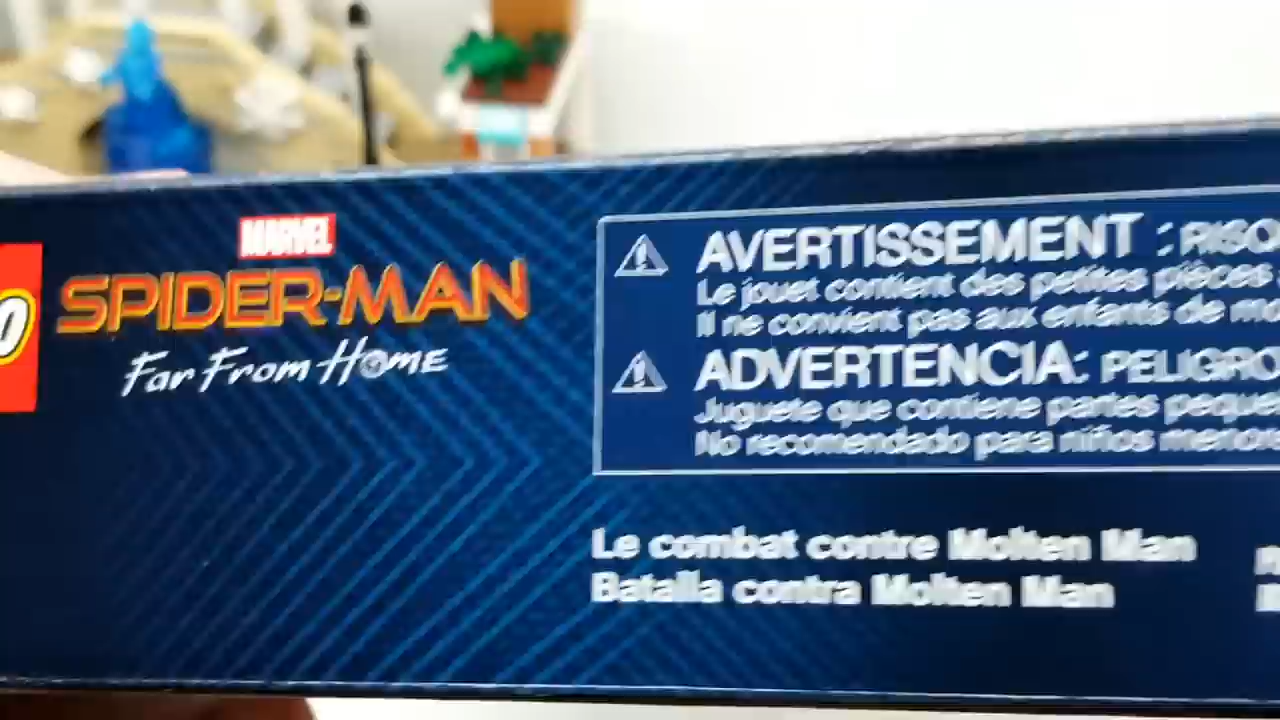 MARVEL
SPIDER-MAN
Far From Home
AVERTISSEMENT :
Le jouet contient des petites pièces
Il ne convient pas aux enfants de
ADVERTENCIA: PELIGRO
Juguete que contiene partes
No recomendado para niños
Le combat contre Molten Man
Batalla contra Molten Man